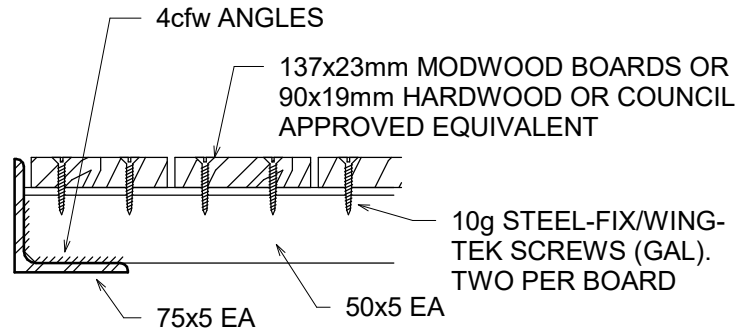 4cfw ANGLES
137x23mm MODWOOD BOARDS OR
90x19mm HARDWOOD OR COUNCIL
APPROVED EQUIVALENT
10g STEEL-FIX/WING-
TEK SCREWS (GAL).
TWO PER BOARD
50x5 EA
75x5 EA